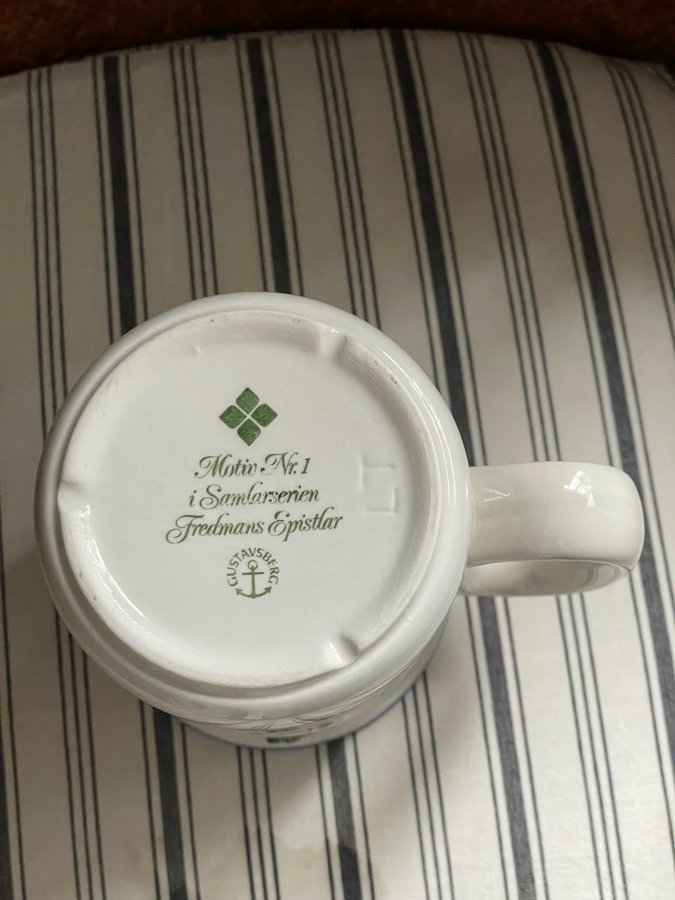 Motiv Nr. 1
i Samlarserien
Fredmans Epistlar
GUSTAVSBERG